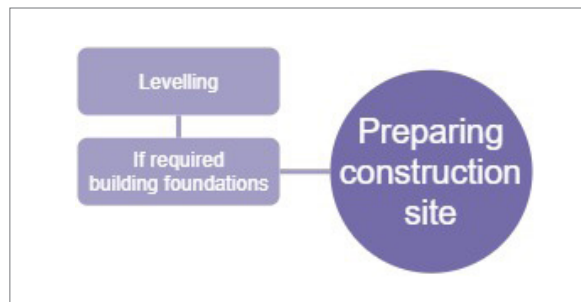 Levelling
If required
building foundations
Preparing
construction
site